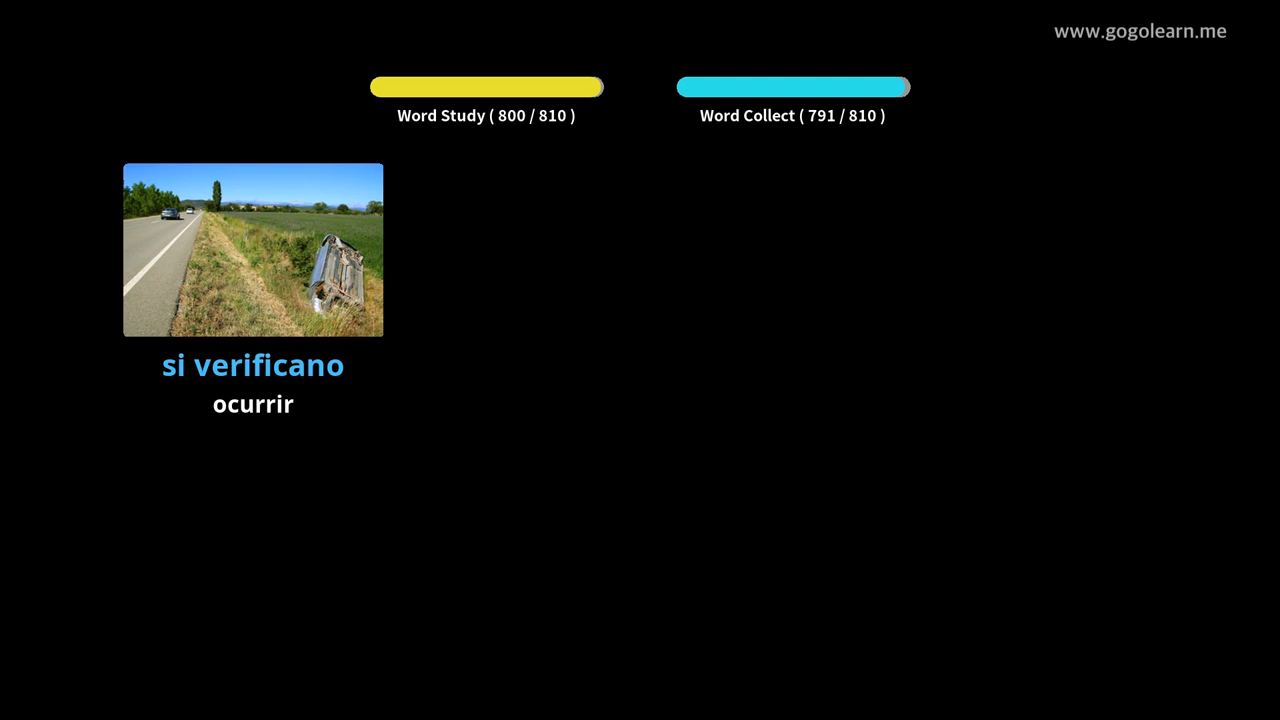 www.gogolearn.me
Word Study ( 800 / 810 )
Word Collect ( 791 / 810 )
si verificano
ocurrir